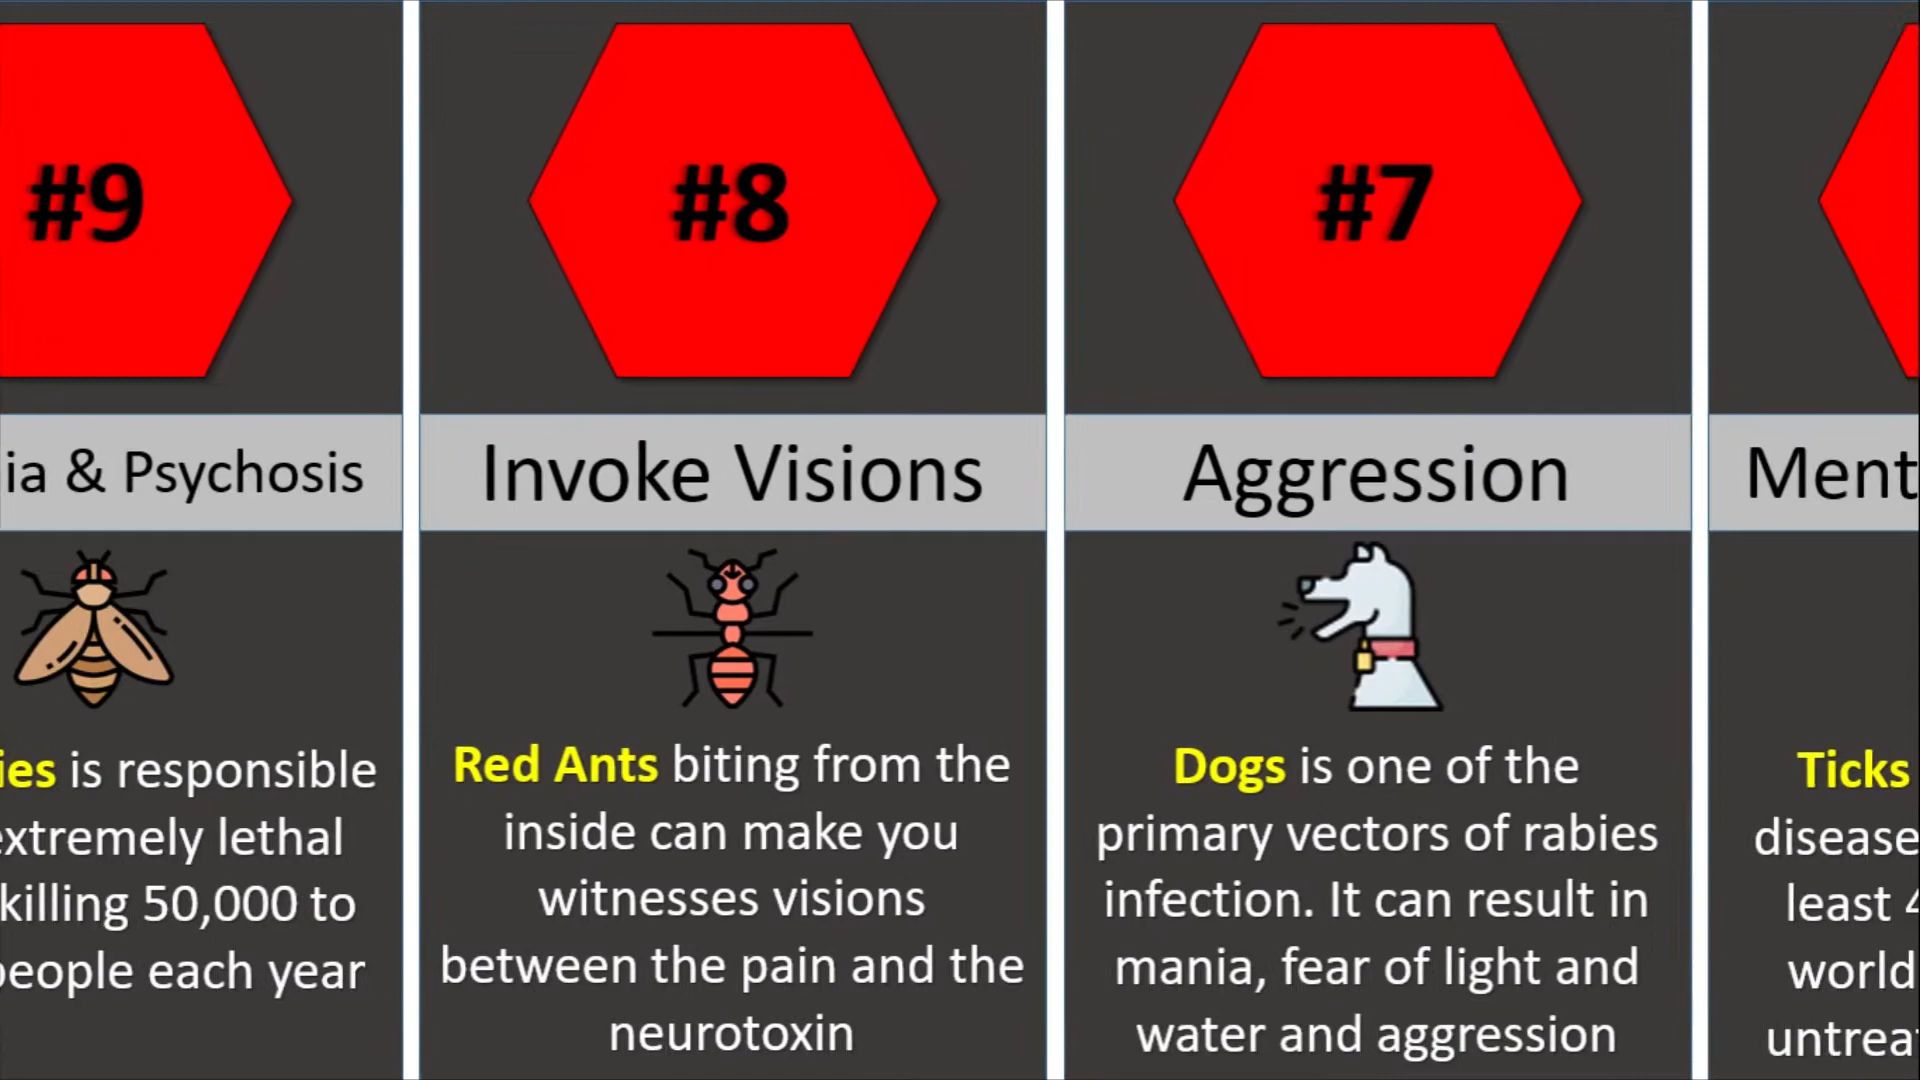 #9
ia & Psychosis
ies is responsible
extremely lethal
killing 50,000 to
people each year
#8
Invoke Visions
Red Ants biting from the
inside can make you
witnesses visions
between the pain and the
neurotoxin
#7
Aggression
Dogs is one of the
primary vectors of rabies
infection. It can result in
mania, fear of light and
water and aggression
Ment
Ticks
disease
least 4
world
untrea